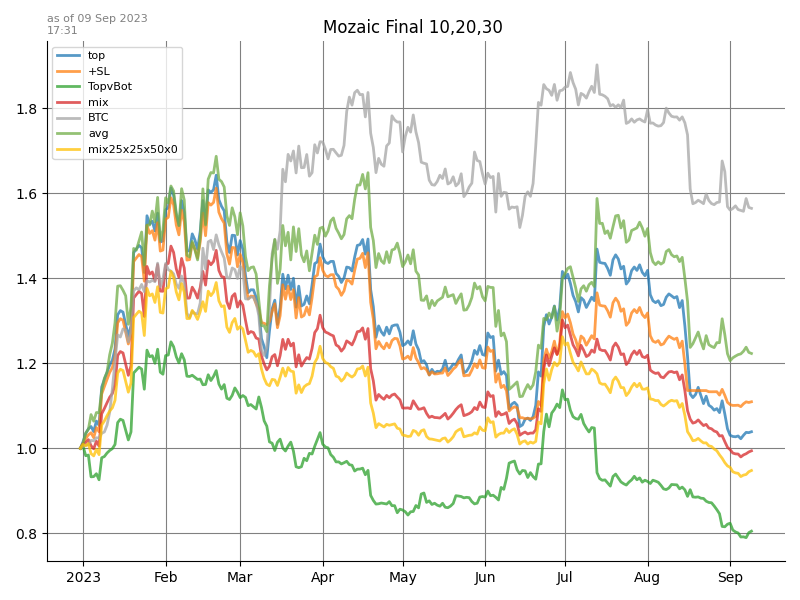 as of 09 Sep 2023
17:31
Mozaic Final 10,20,30
top
+SL
TopvBot
mix
BTC
avg
mix25x25x50x0
1.8
1.6
1.4
1.2
1.0
0.8
2023 Feb Mar Apr May Jun Jul Aug Sep